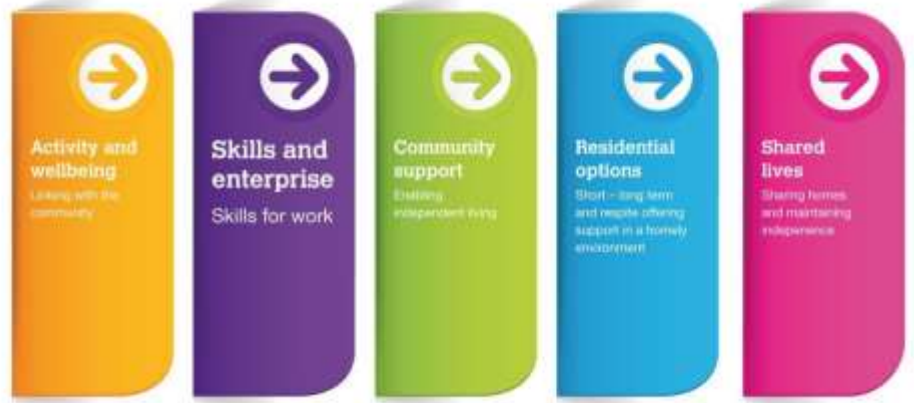 Activity and
wellbeing
Linking with the
community
Skills and
enterprise
Skills for work
Community
support
Enabling
independent living
Residential
options
Short – long term
and respite offering
support in a homely
environment
Shared
lives
Sharing homes
and maintaining
independence